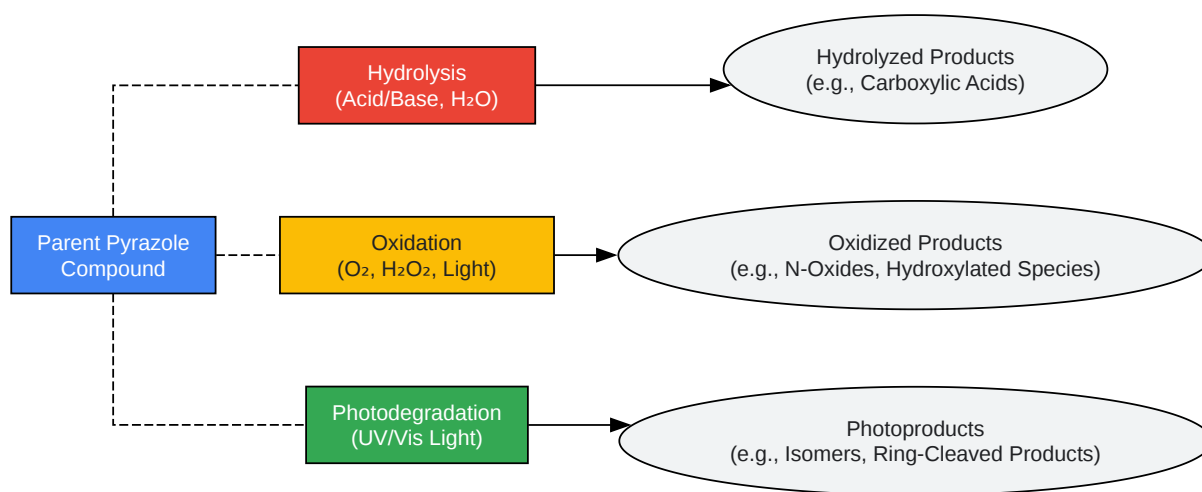 Hydrolysis
(Acid/Base, H₂O)
Hydrolyzed Products
(e.g., Carboxylic Acids)
Parent Pyrazole
Compound
Oxidation
(O₂, H₂O₂, Light)
Oxidized Products
(e.g., N-Oxides, Hydroxylated Species)
Photodegradation
(UV/Vis Light)
Photoproducts
(e.g., Isomers, Ring-Cleaved Products)